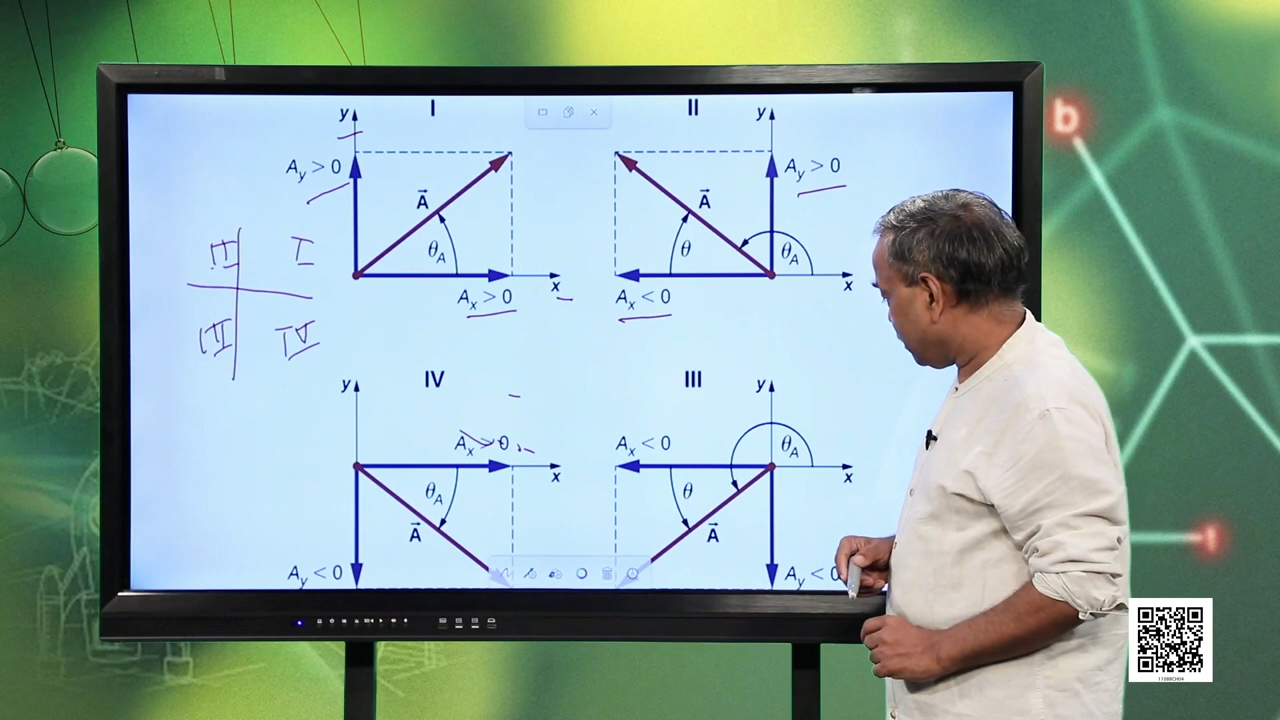 I
II
y
y
A_y > 0
A_y > 0
A⃗
A⃗
θ_A
θ
θ_A
II
I
x
x
A_x > 0
A_x < 0
III
IV
IV
III
y
y
A_x > 0
A_x < 0
θ_A
x
x
θ_A
θ
A⃗
A⃗
A_y < 0
A_y < 0
b
11088CH04